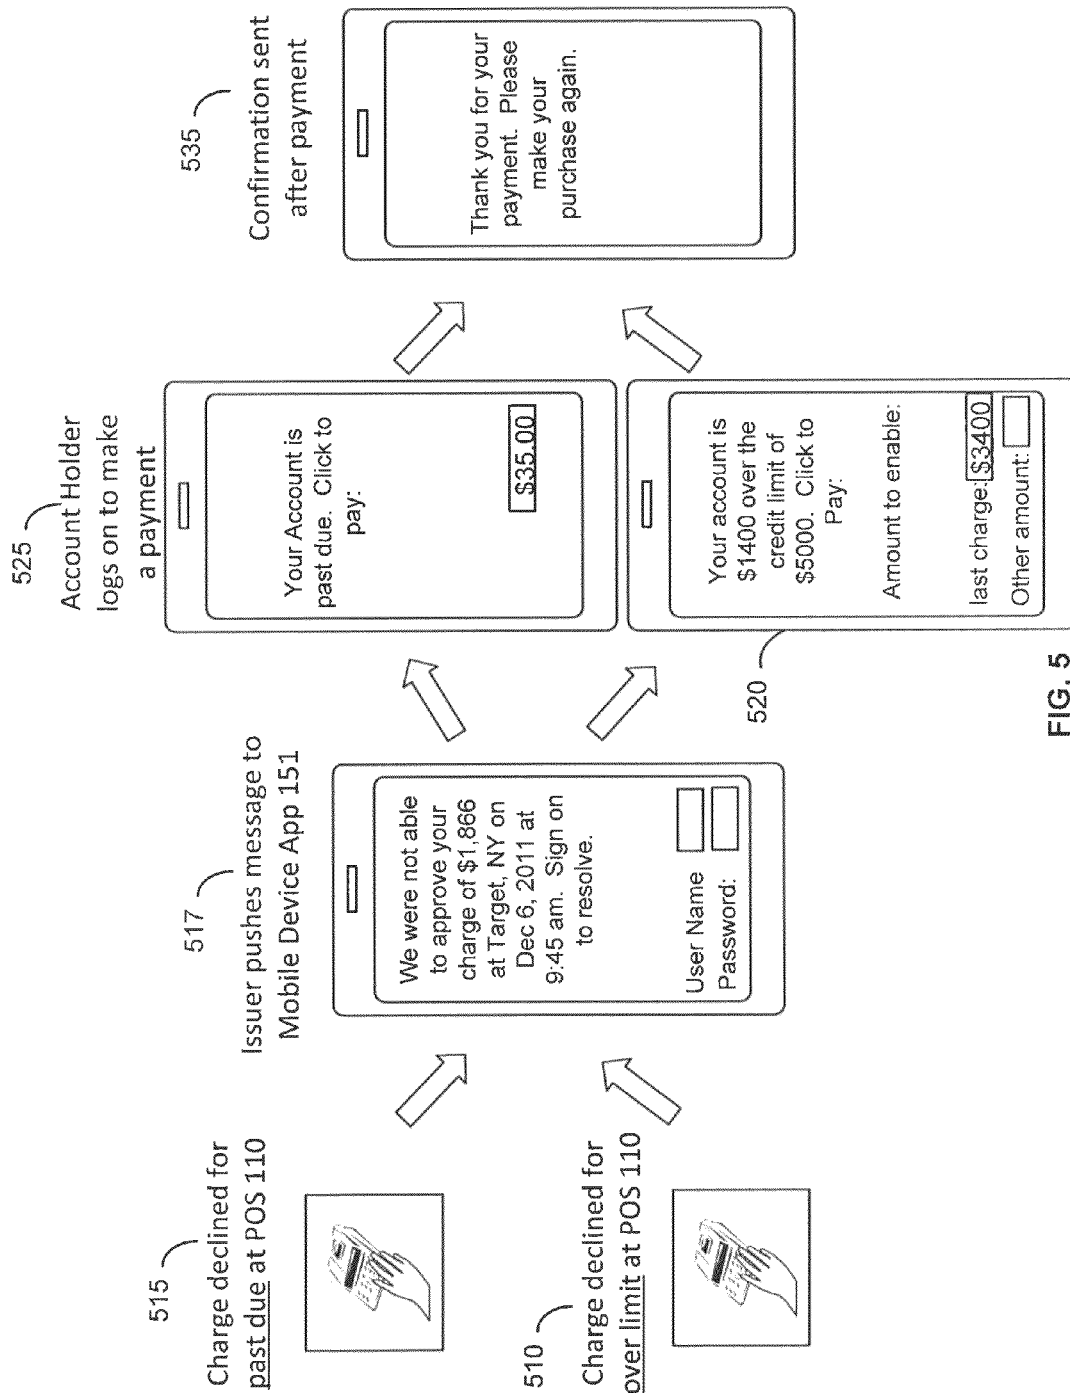 515
Charge declined for
past due at POS 110
510
Charge declined for
over limit at POS 110
517
Issuer pushes message to
Mobile Device App 151
We were not able
to approve your
charge of $1,866
at Target, NY on
Dec 6, 2011 at
9:45 am. Sign on
to resolve.
User Name
Password:
525
Account Holder
logs on to make
a payment
Your Account is
past due. Click to
pay:
$35.00
520
Your account is
$1400 over the
credit limit of
$5000. Click to
Pay:
Amount to enable:
last charge: $3400
Other amount:
535
Confirmation sent
after payment
Thank you for your
payment. Please
make your
purchase again.
FIG. 5